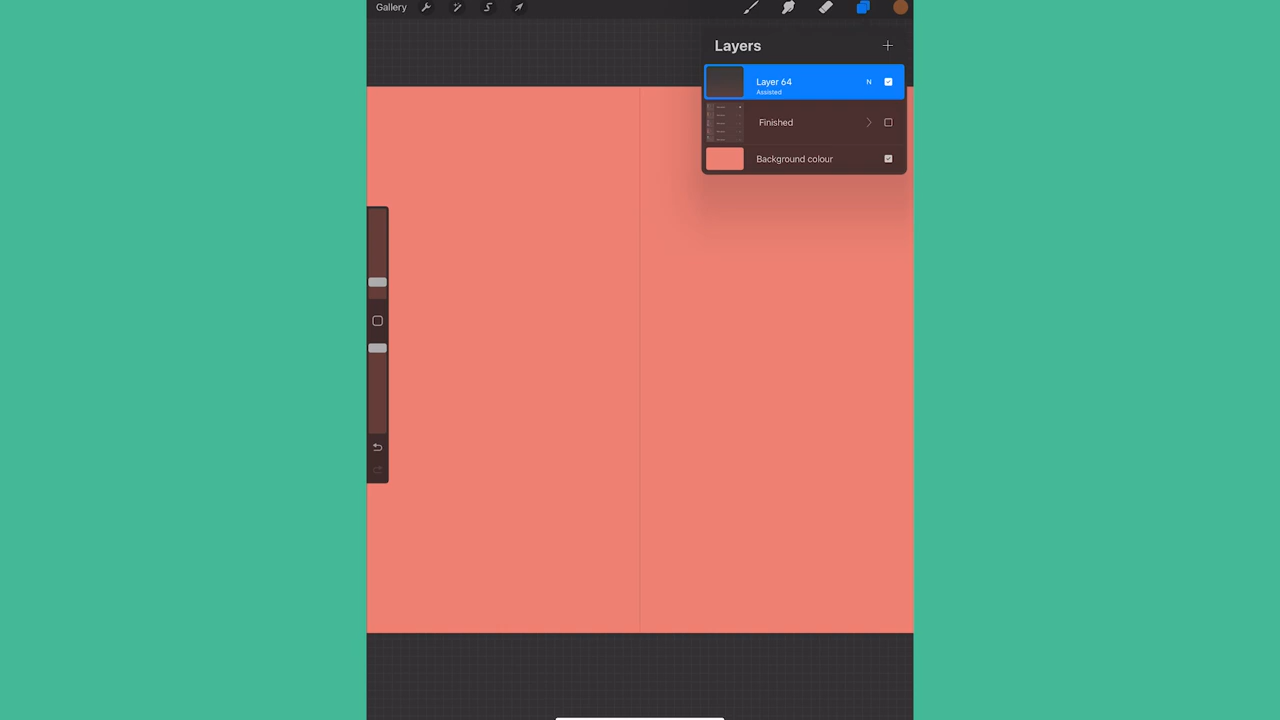 Gallery
Layers
Layer 64
N
Assisted
Finished
Background colour